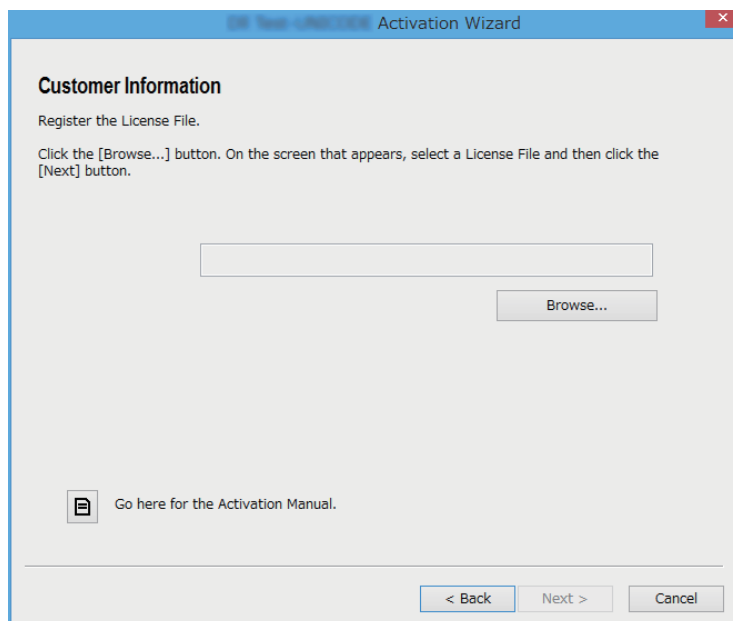 Activation Wizard
Customer Information
Register the License File.
Click the [Browse...] button. On the screen that appears, select a License File and then click the
[Next] button.
Browse...
Go here for the Activation Manual.
< Back
Next >
Cancel